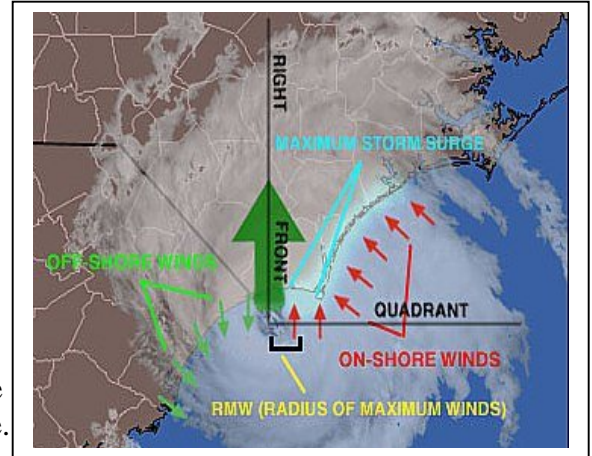 RIGHT
MAXIMUM STORM SURGE
FRONT
OFF-SHORE WINDS
QUADRANT
ON-SHORE WINDS
RMW (RADIUS OF MAXIMUM WINDS)